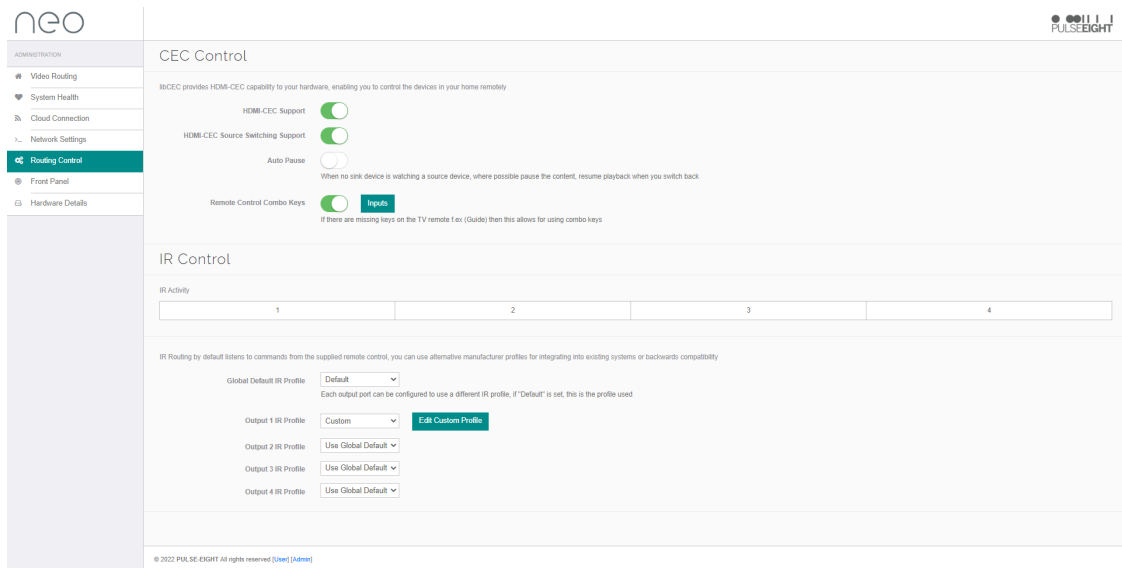 neo
PULSEEIGHT
ADMINISTRATION
Video Routing
System Health
Cloud Connection
Network Settings
Routing Control
Front Panel
Hardware Details
CEC Control
libCEC provides HDMI-CEC capability to your hardware, enabling you to control the devices in your home remotely
HDMI-CEC Support
HDMI-CEC Source Switching Support
Auto Pause
When no sink device is watching a source device, where possible pause the content, resume playback when you switch back
Remote Control Combo Keys Inputs
If there are missing keys on the TV remote f.ex (Guide) then this allows for using combo keys
IR Control
IR Activity
1 2 3 4
IR Routing by default listens to commands from the supplied remote control, you can use alternative manufacturer profiles for integrating into existing systems or backwards compatibility
Global Default IR Profile Default
Each output port can be configured to use a different IR profile, if "Default" is set, this is the profile used
Output 1 IR Profile Custom Edit Custom Profile
Output 2 IR Profile Use Global Default
Output 3 IR Profile Use Global Default
Output 4 IR Profile Use Global Default
© 2022 PULSE-EIGHT All rights reserved [User] [Admin]